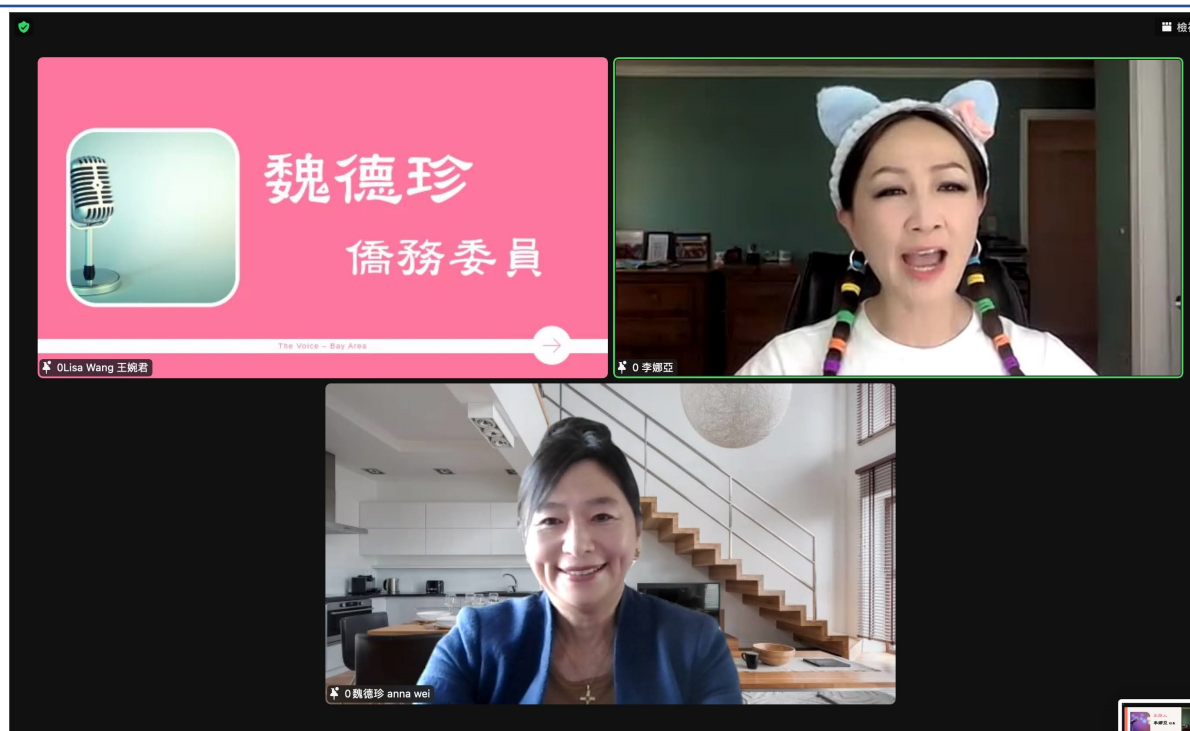 檢
魏德珍
僑務委員
The Voice – Bay Area
0Lisa Wang 王婉君
0 李娜亞
0 魏德珍 anna wei